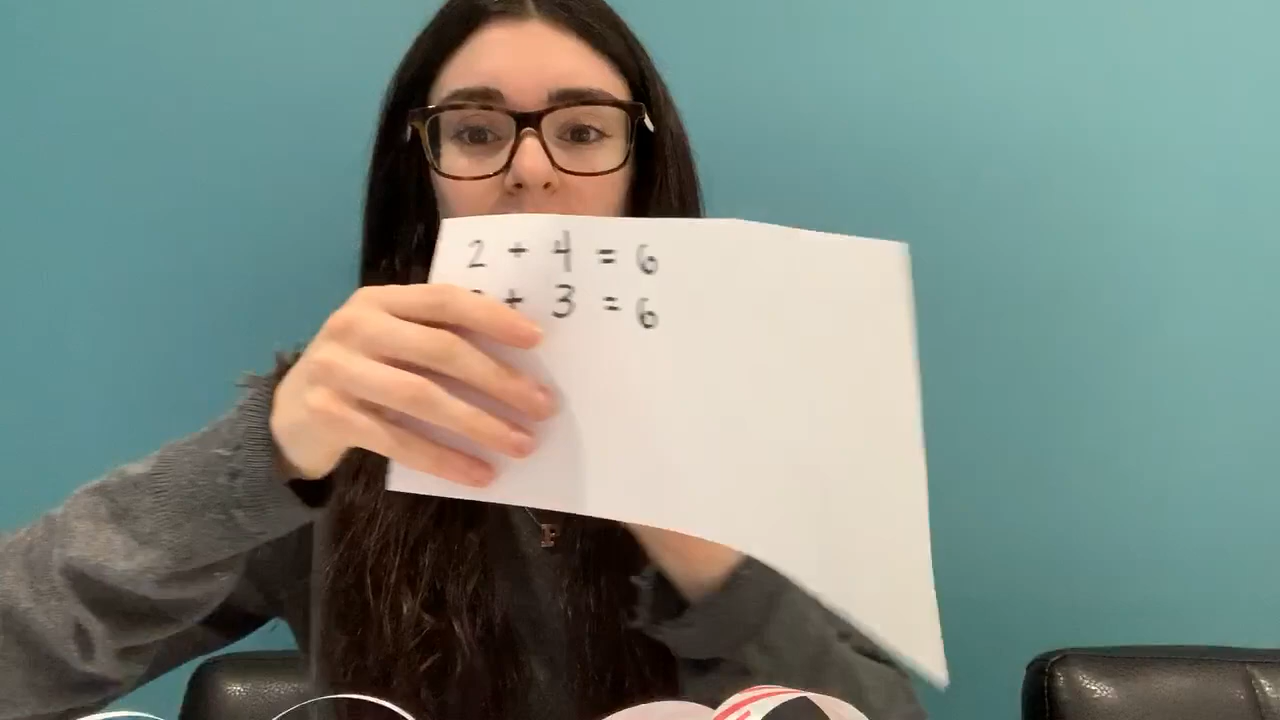 2 + 4 = 6
+ 3 = 6
F